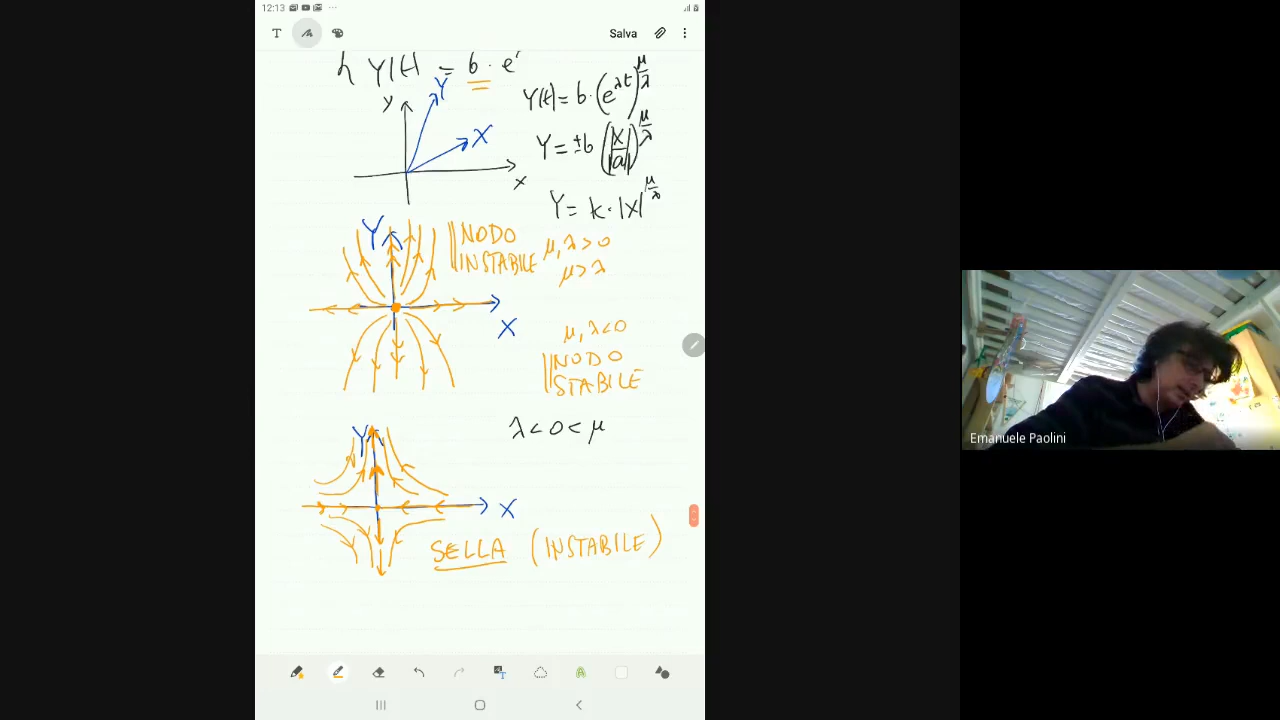 12:13
T
Salva
Y(t) = b · e
Y(t) = b · (e^{λt})^{μ/λ}
y
Y
X
x
Y = ±b (|X|/|a|)^{μ/λ}
Y = k · |X|^{μ/λ}
Y
NODO
INSTABILE
μ, λ > 0
μ > λ
X
μ, λ < 0
NODO
STABILE
λ < 0 < μ
Y
X
SELLA (INSTABILE)
Emanuele Paolini